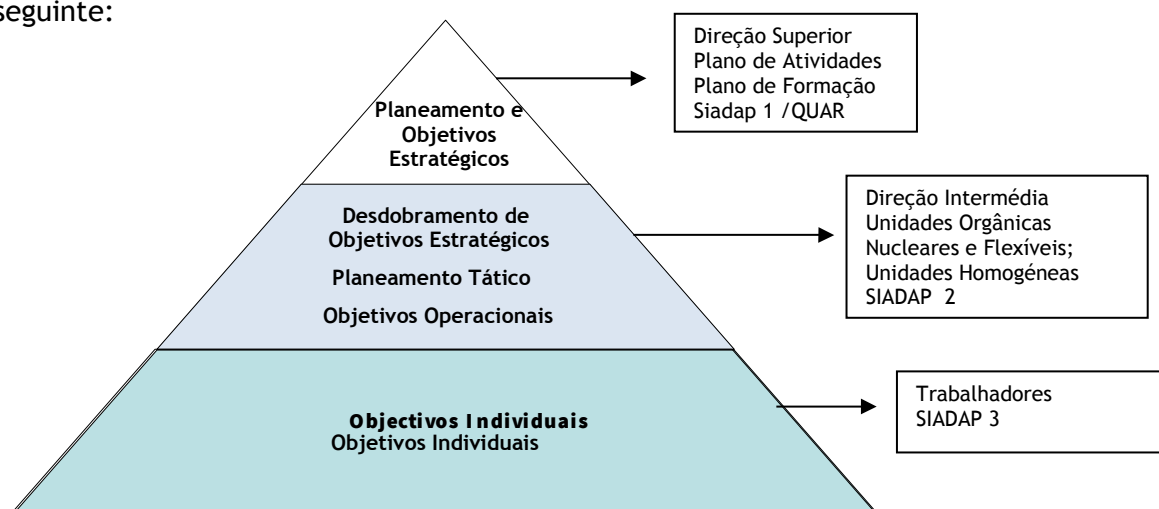 seguinte:
Direção Superior
Plano de Atividades
Plano de Formação
Siadap 1 /QUAR
Planeamento e
Objetivos
Estratégicos
Direção Intermédia
Unidades Orgânicas
Nucleares e Flexíveis;
Unidades Homogéneas
SIADAP 2
Desdobramento de
Objetivos Estratégicos
Planeamento Tático
Objetivos Operacionais
Trabalhadores
SIADAP 3
Objectivos Individuais
Objetivos Individuais